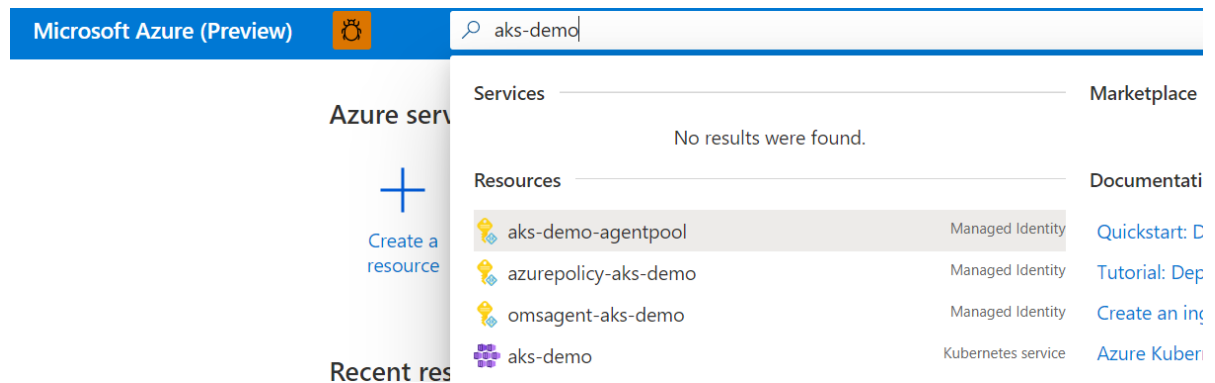 Microsoft Azure (Preview)
aks-demo
Services
Marketplace
Azure serv
No results were found.
Resources
Documentati
aks-demo-agentpool Managed Identity
Quickstart: D
azurepolicy-aks-demo Managed Identity
Tutorial: Dep
omsagent-aks-demo Managed Identity
Create an ing
aks-demo Kubernetes service
Azure Kuber
Create a
resource
Recent res